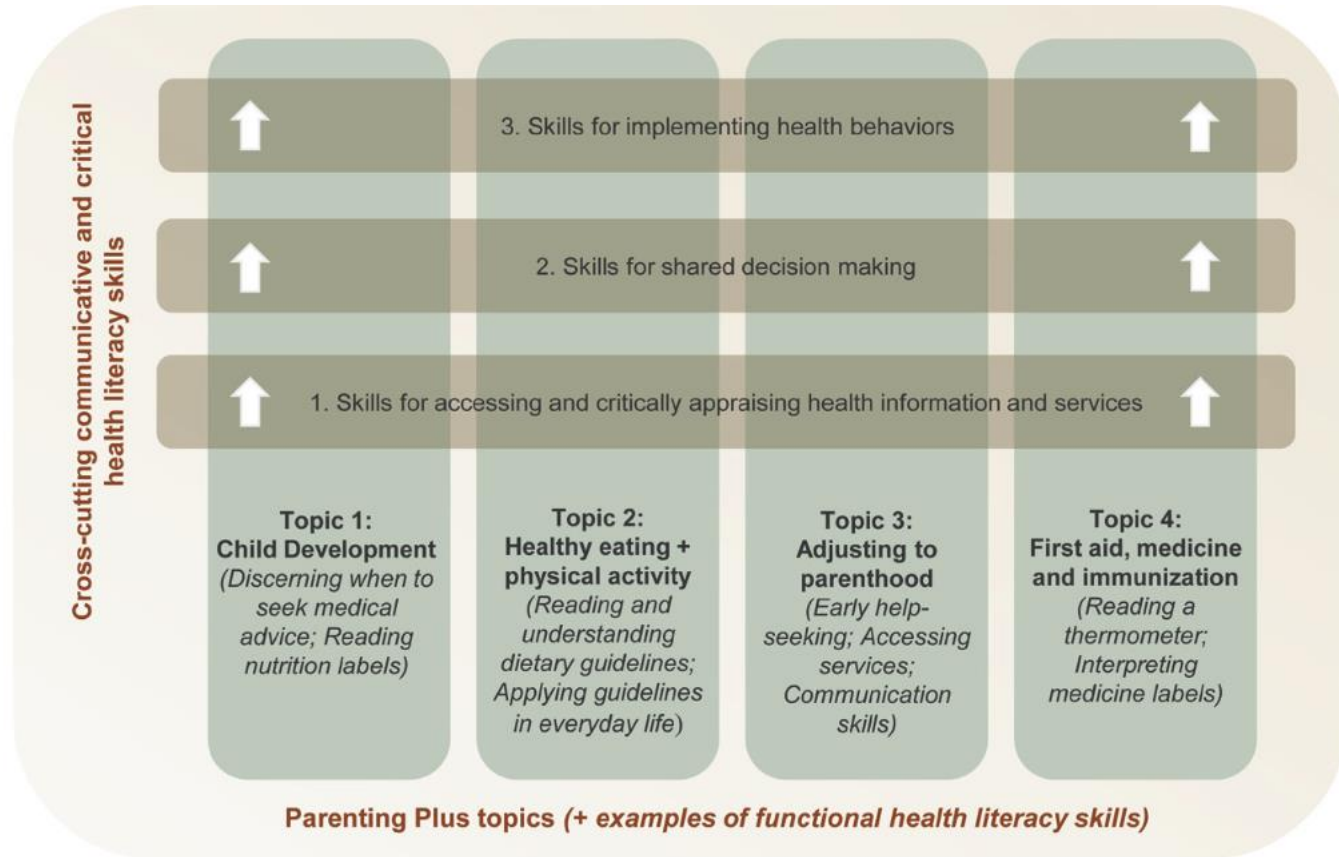 Cross-cutting communicative and critical
health literacy skills
3. Skills for implementing health behaviors
2. Skills for shared decision making
1. Skills for accessing and critically appraising health information and services
Topic 1:
Child Development
(Discerning when to
seek medical
advice; Reading
nutrition labels)
Topic 2:
Healthy eating +
physical activity
(Reading and
understanding
dietary guidelines;
Applying guidelines
in everyday life)
Topic 3:
Adjusting to
parenthood
(Early help-
seeking; Accessing
services;
Communication
skills)
Topic 4:
First aid, medicine
and immunization
(Reading a
thermometer;
Interpreting
medicine labels)
Parenting Plus topics (+ examples of functional health literacy skills)